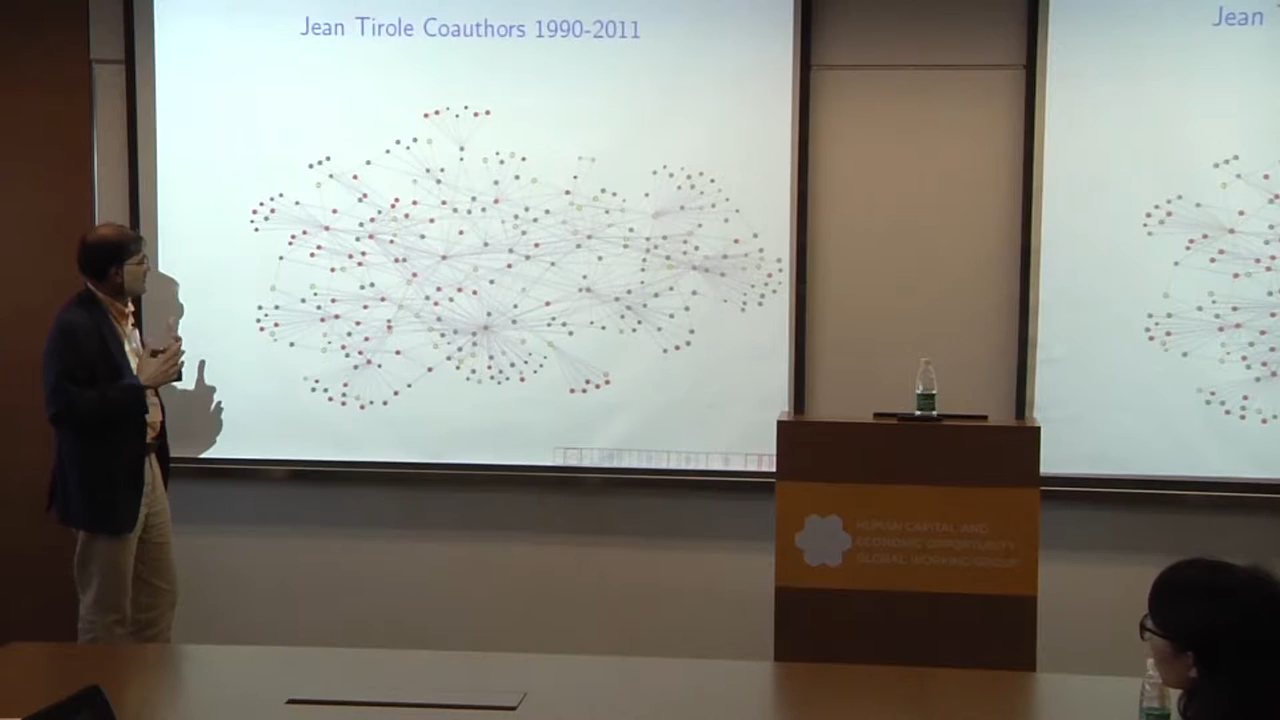 Jean Tirole Coauthors 1990-2011
Jean
HUMAN CAPITAL AND
ECONOMIC OPPORTUNITY
GLOBAL WORKING GROUP